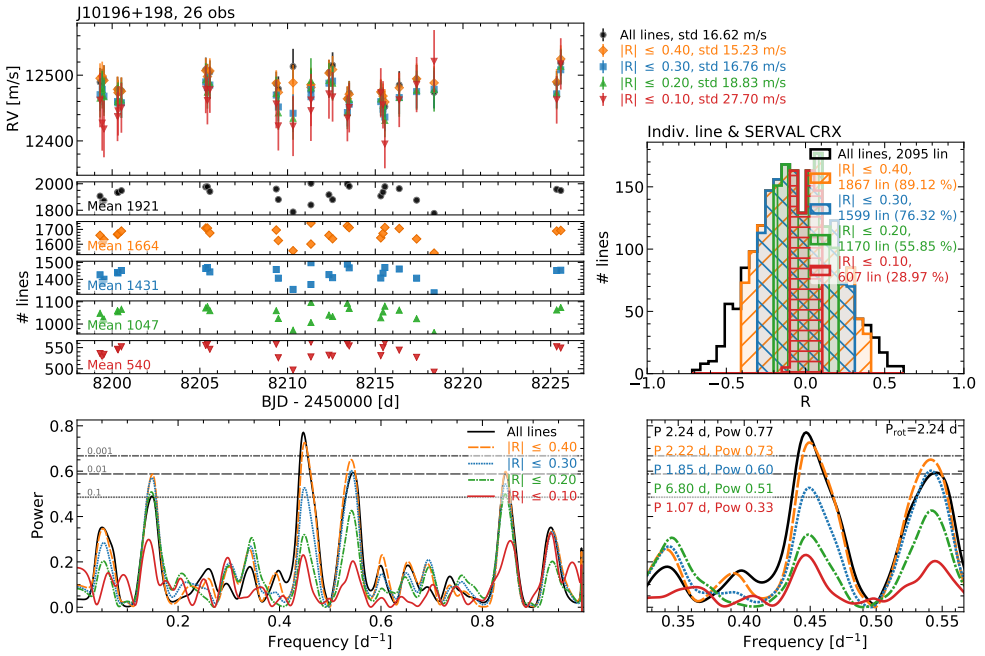 J10196+198, 26 obs
12500
12400
RV [m/s]
All lines, std 16.62 m/s
|R| ≤ 0.40, std 15.23 m/s
|R| ≤ 0.30, std 16.76 m/s
|R| ≤ 0.20, std 18.83 m/s
|R| ≤ 0.10, std 27.70 m/s
2000
1800
Mean 1921
1700
1600
Mean 1664
1500
1400
Mean 1431
1100
1000
Mean 1047
550
500
Mean 540
# lines
8200 8205 8210 8215 8220 8225
BJD - 2450000 [d]
Indiv. line & SERVAL CRX
All lines, 2095 lin
|R| ≤ 0.40,
1867 lin (89.12 %)
|R| ≤ 0.30,
1599 lin (76.32 %)
|R| ≤ 0.20,
1170 lin (55.85 %)
|R| ≤ 0.10,
607 lin (28.97 %)
150
100
50
0
# lines
−1.0 −0.5 0.0 0.5 1.0
R
0.8
0.6
0.4
0.2
0.0
Power
0.001
0.01
0.1
All lines
|R| ≤ 0.40
|R| ≤ 0.30
|R| ≤ 0.20
|R| ≤ 0.10
0.2 0.4 0.6 0.8
Frequency [d⁻¹]
P 2.24 d, Pow 0.77
P 2.22 d, Pow 0.73
P 1.85 d, Pow 0.60
P 6.80 d, Pow 0.51
P 1.07 d, Pow 0.33
Prot=2.24 d
0.35 0.40 0.45 0.50 0.55
Frequency [d⁻¹]